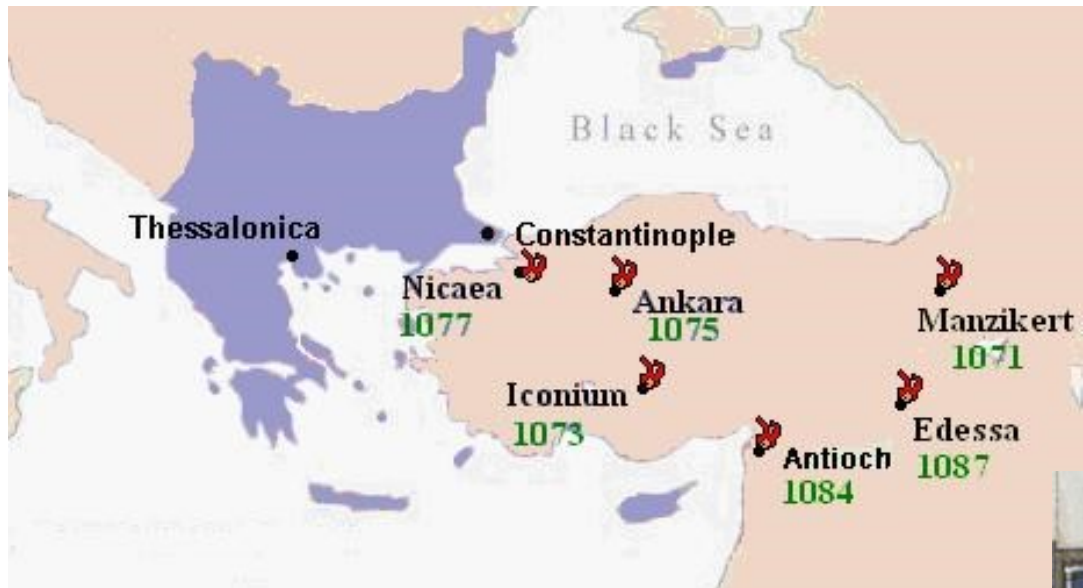 Black Sea
Thessalonica
Constantinople
Nicaea
1077
Ankara
1075
Manzikert
1071
Iconium
1073
Edessa
1087
Antioch
1084